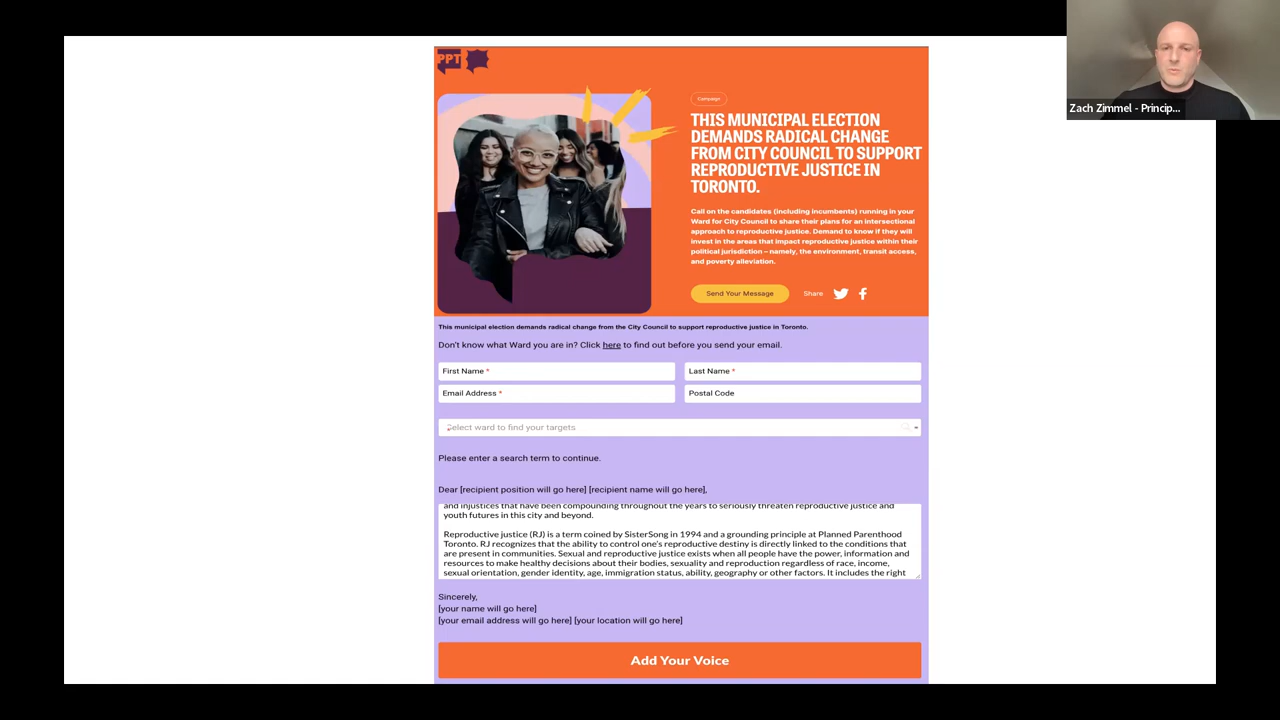 PPT
Zach Zimmel - Princip...
Campaign
THIS MUNICIPAL ELECTION
DEMANDS RADICAL CHANGE
FROM CITY COUNCIL TO SUPPORT
REPRODUCTIVE JUSTICE IN
TORONTO.
Call on the candidates (including incumbents) running in your
Ward for City Council to share their plans for an intersectional
approach to reproductive justice. Demand to know if they will
invest in the areas that impact reproductive justice within their
political jurisdiction – namely, the environment, transit access,
and poverty alleviation.
Send Your Message
Share
This municipal election demands radical change from the City Council to support reproductive justice in Toronto.
Don't know what Ward you are in? Click here to find out before you send your email.
First Name *
Last Name *
Email Address *
Postal Code
Select ward to find your targets
Please enter a search term to continue.
Dear [recipient position will go here] [recipient name will go here],
and injustices that have been compounding throughout the years to seriously threaten reproductive justice and
youth futures in this city and beyond.
Reproductive justice (RJ) is a term coined by SisterSong in 1994 and a grounding principle at Planned Parenthood
Toronto. RJ recognizes that the ability to control one's reproductive destiny is directly linked to the conditions that
are present in communities. Sexual and reproductive justice exists when all people have the power, information and
resources to make healthy decisions about their bodies, sexuality and reproduction regardless of race, income,
sexual orientation, gender identity, age, immigration status, ability, geography or other factors. It includes the right
Sincerely,
[your name will go here]
[your email address will go here] [your location will go here]
Add Your Voice